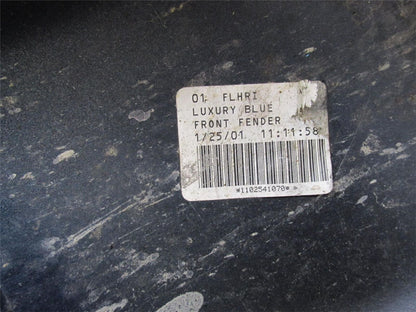 01 FLHRI
LUXURY BLUE
FRONT FENDER
1/25/01 11:11:58
*1102541070*